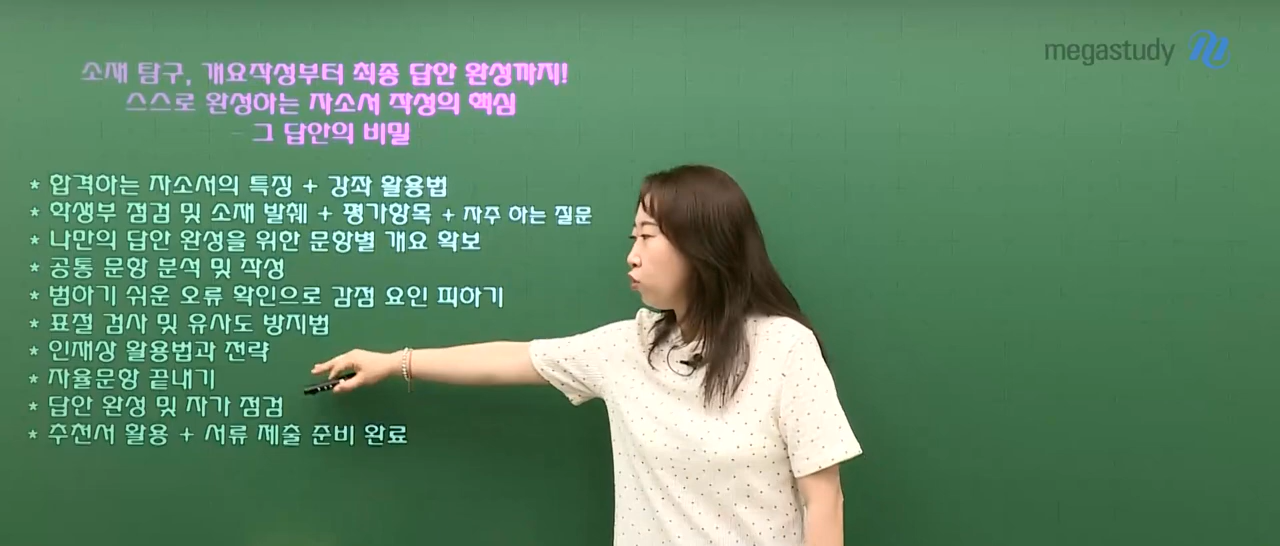 megastudy
소재 탐구, 개요작성부터 최종 답안 완성까지!
스스로 완성하는 자소서 작성의 핵심
- 그 답안의 비밀
* 합격하는 자소서의 특징 + 강좌 활용법
* 학생부 점검 및 소재 발췌 + 평가항목 + 자주 하는 질문
* 나만의 답안 완성을 위한 문항별 개요 확보
* 공통 문항 분석 및 작성
* 범하기 쉬운 오류 확인으로 감점 요인 피하기
* 표절 검사 및 유사도 방지법
* 인재상 활용법과 전략
* 자율문항 끝내기
* 답안 완성 및 자가 점검
* 추천서 활용 + 서류 제출 준비 완료